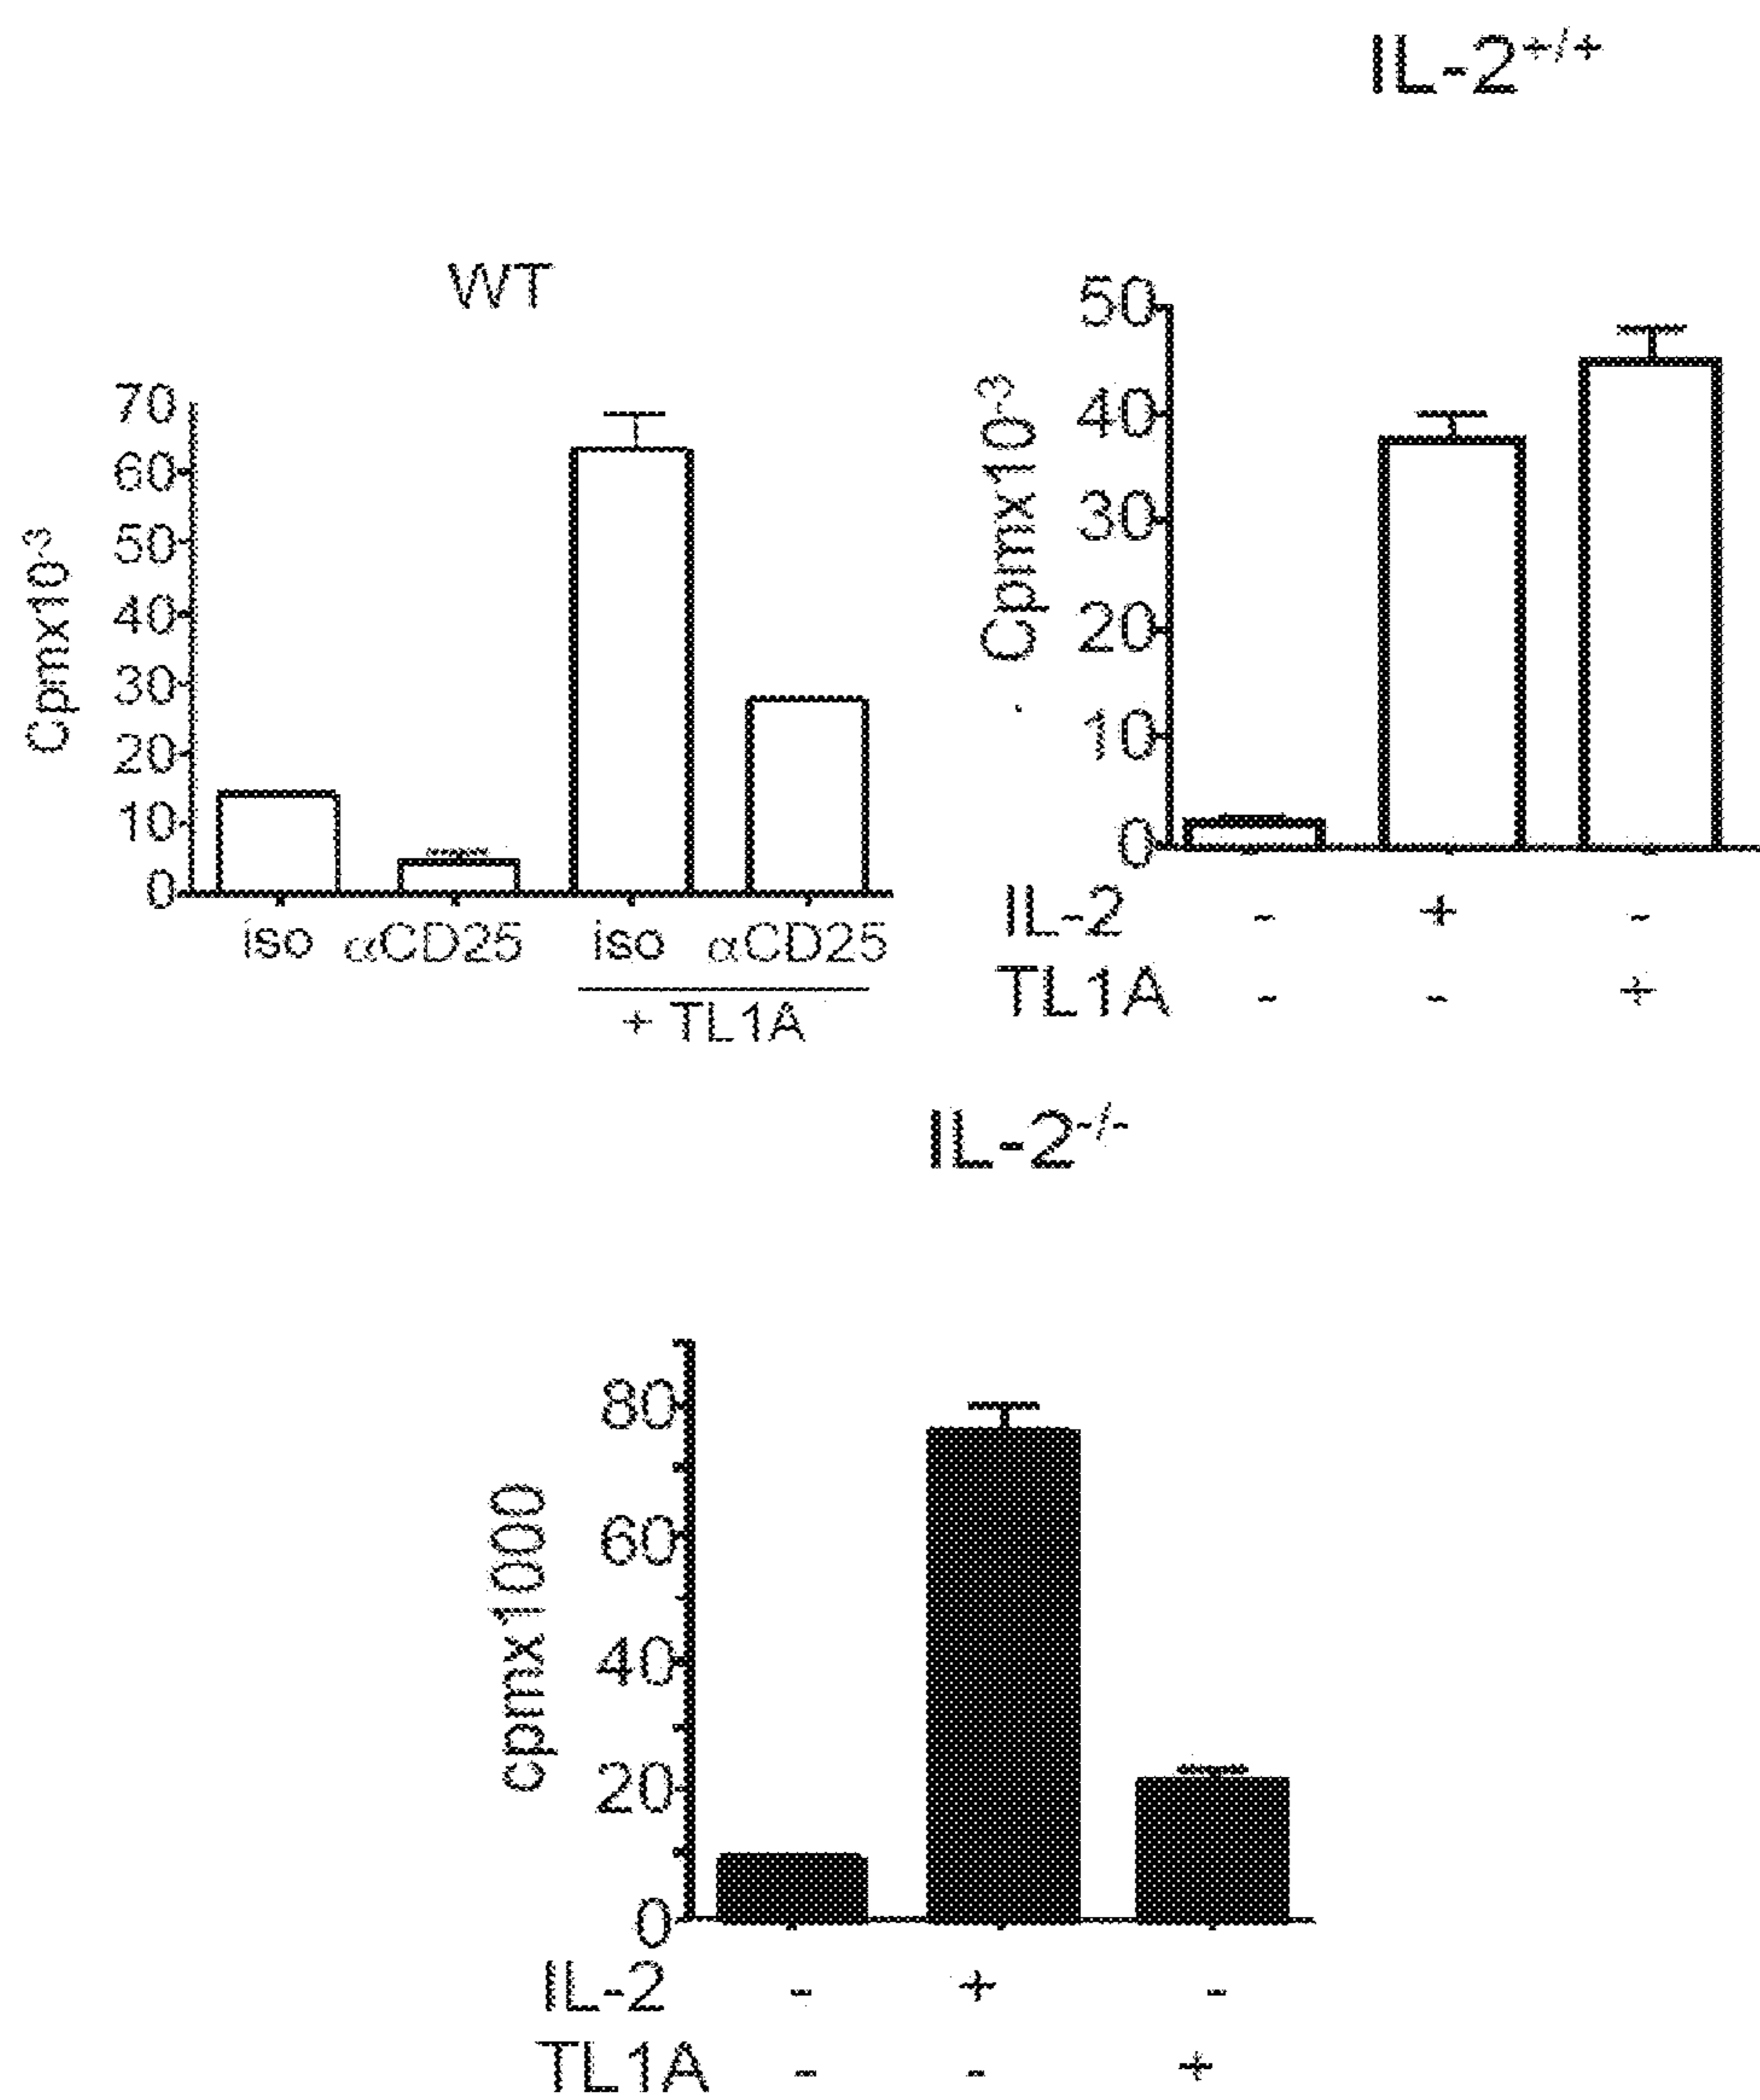 IL-2+/+
WT
Cpmx10-3
70
60
50
40
30
20
10
0
iso αCD25 iso αCD25
+ TL1A
Cpmx10-3
50
40
30
20
10
0
IL-2 - + -
TL1A - - +
IL-2-/-
cpmx1000
80
60
40
20
0
IL-2 - + -
TL1A - - +